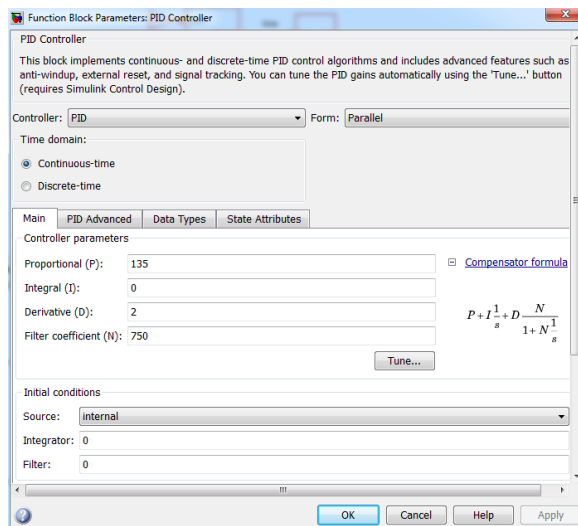 Function Block Parameters: PID Controller
PID Controller
This block implements continuous- and discrete-time PID control algorithms and includes advanced features such as
anti-windup, external reset, and signal tracking. You can tune the PID gains automatically using the 'Tune...' button
(requires Simulink Control Design).
Controller: PID Form: Parallel
Time domain:
Continuous-time
Discrete-time
Main PID Advanced Data Types State Attributes
Controller parameters
Proportional (P): 135 Compensator formula
Integral (I): 0
Derivative (D): 2
Filter coefficient (N): 750
P+I 1/s +D N/(1+N 1/s)
Tune...
Initial conditions
Source: internal
Integrator: 0
Filter: 0
OK Cancel Help Apply